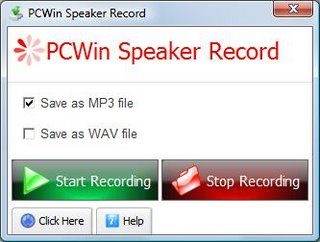 PCWin Speaker Record
PCWin Speaker Record
Save as MP3 file
Save as WAV file
Start Recording
Stop Recording
Click Here
Help